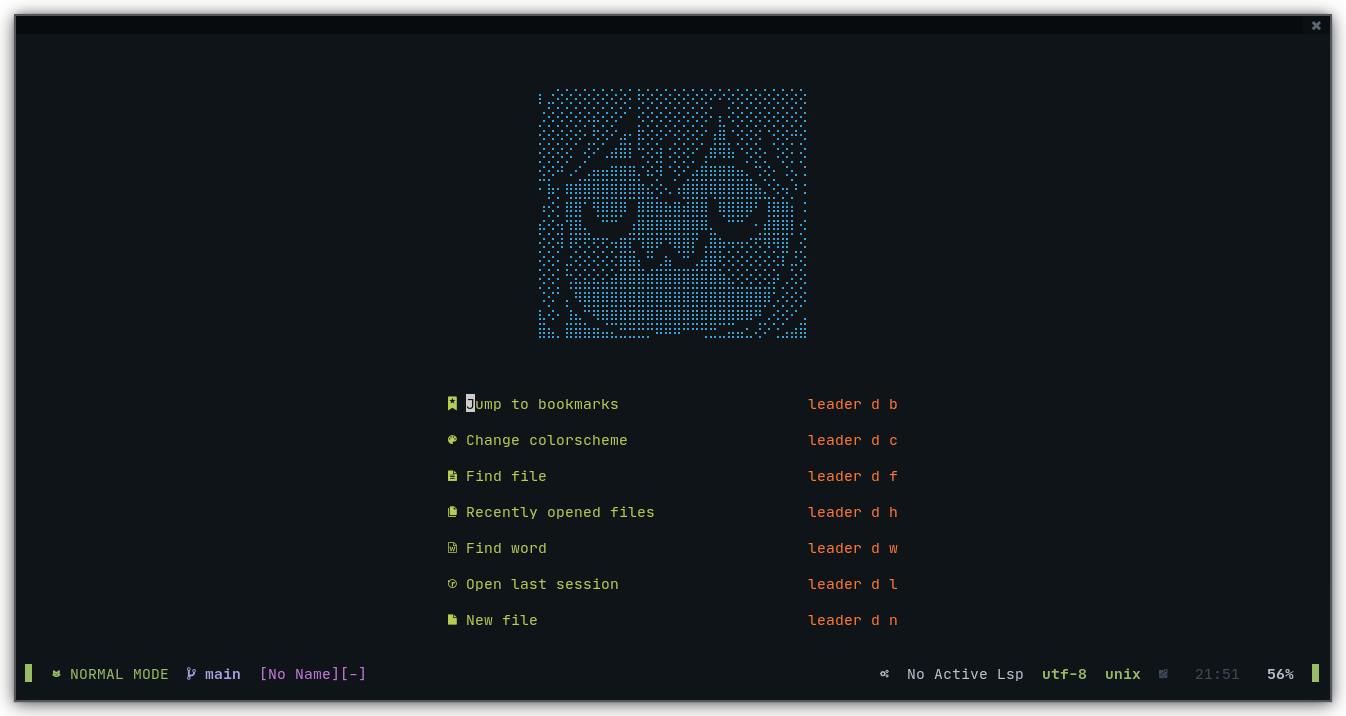 Jump to bookmarks leader d b
Change colorscheme leader d c
Find file leader d f
Recently opened files leader d h
Find word leader d w
Open last session leader d l
New file leader d n
NORMAL MODE main [No Name][-] No Active Lsp utf-8 unix 21:51 56%